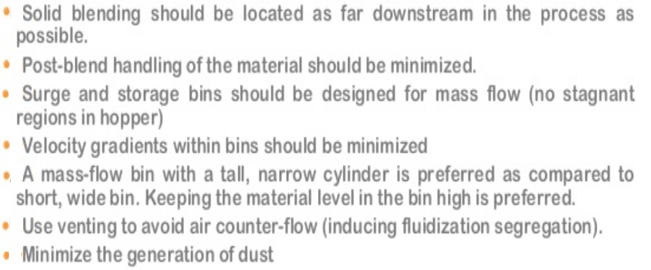 • Solid blending should be located as far downstream in the process as
possible.
• Post-blend handling of the material should be minimized.
• Surge and storage bins should be designed for mass flow (no stagnant
regions in hopper)
• Velocity gradients within bins should be minimized
• A mass-flow bin with a tall, narrow cylinder is preferred as compared to
short, wide bin. Keeping the material level in the bin high is preferred.
• Use venting to avoid air counter-flow (inducing fluidization segregation).
• Minimize the generation of dust